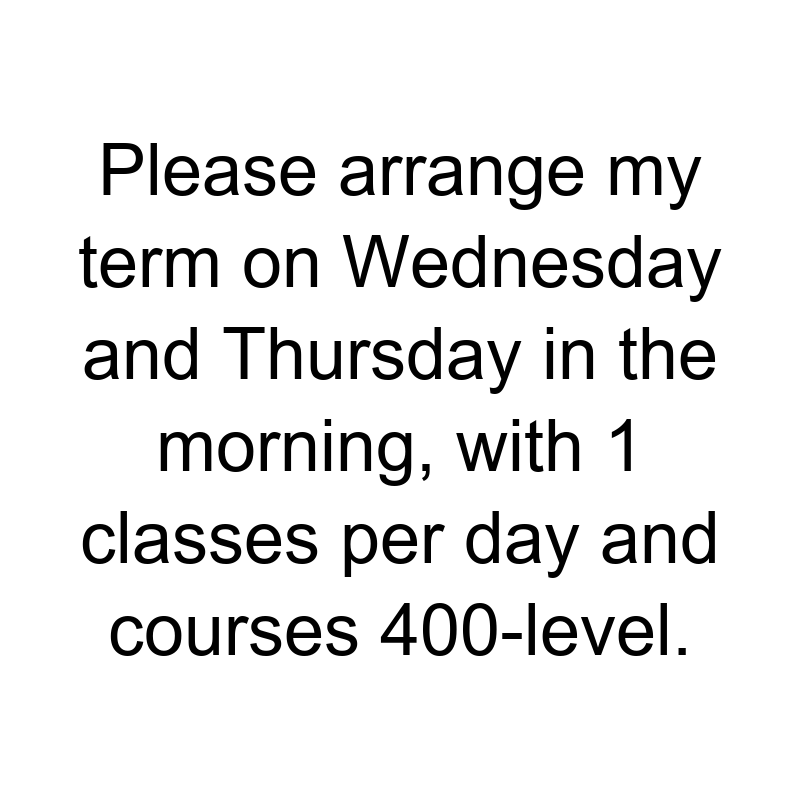 Please arrange my
term on Wednesday
and Thursday in the
morning, with 1
classes per day and
courses 400-level.